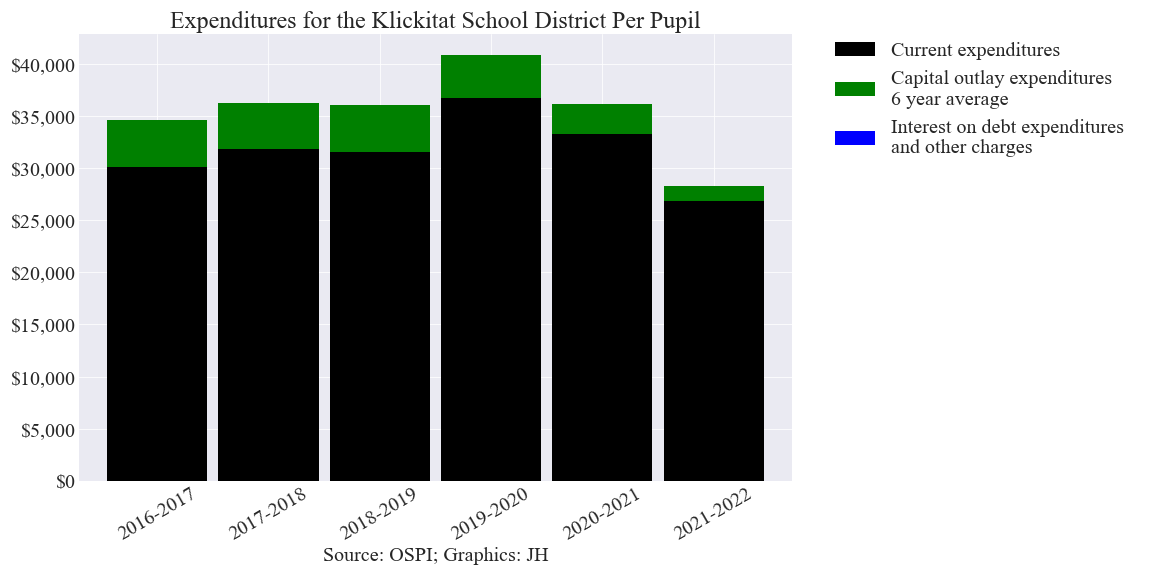 Expenditures for the Klickitat School District Per Pupil
$40,000
$35,000
$30,000
$25,000
$20,000
$15,000
$10,000
$5,000
$0
2016-2017
2017-2018
2018-2019
2019-2020
2020-2021
2021-2022
Source: OSPI; Graphics: JH
Current expenditures
Capital outlay expenditures
6 year average
Interest on debt expenditures
and other charges